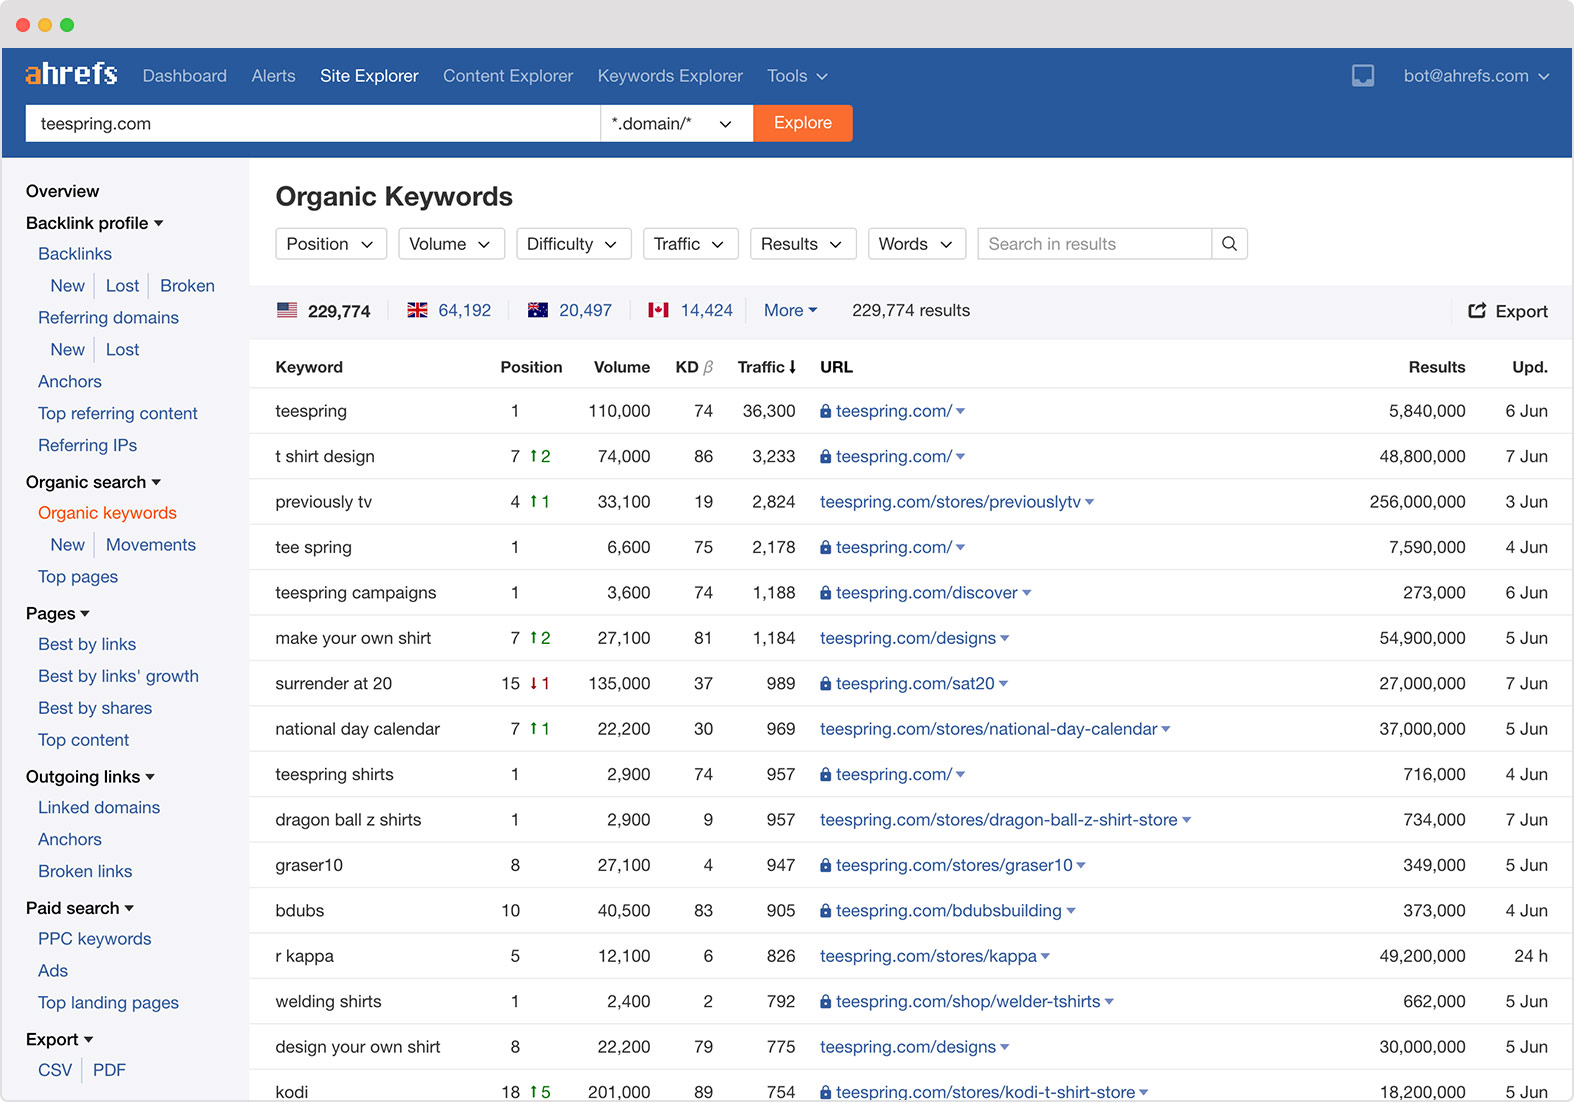 ahrefs Dashboard Alerts Site Explorer Content Explorer Keywords Explorer Tools bot@ahrefs.com
teespring.com *.domain/* Explore
Overview
Backlink profile
Backlinks
New Lost Broken
Referring domains
New Lost
Anchors
Top referring content
Referring IPs
Organic search
Organic keywords
New Movements
Top pages
Pages
Best by links
Best by links' growth
Best by shares
Top content
Outgoing links
Linked domains
Anchors
Broken links
Paid search
PPC keywords
Ads
Top landing pages
Export
CSV PDF
Organic Keywords
Position Volume Difficulty Traffic Results Words Search in results
229,774 64,192 20,497 14,424 More 229,774 results Export
Keyword Position Volume KD β Traffic↓ URL Results Upd.
teespring 1 110,000 74 36,300 teespring.com/ 5,840,000 6 Jun
t shirt design 7 ↑2 74,000 86 3,233 teespring.com/ 48,800,000 7 Jun
previously tv 4 ↑1 33,100 19 2,824 teespring.com/stores/previouslytv 256,000,000 3 Jun
tee spring 1 6,600 75 2,178 teespring.com/ 7,590,000 4 Jun
teespring campaigns 1 3,600 74 1,188 teespring.com/discover 273,000 6 Jun
make your own shirt 7 ↑2 27,100 81 1,184 teespring.com/designs 54,900,000 5 Jun
surrender at 20 15 ↓1 135,000 37 989 teespring.com/sat20 27,000,000 7 Jun
national day calendar 7 ↑1 22,200 30 969 teespring.com/stores/national-day-calendar 37,000,000 5 Jun
teespring shirts 1 2,900 74 957 teespring.com/ 716,000 4 Jun
dragon ball z shirts 1 2,900 9 957 teespring.com/stores/dragon-ball-z-shirt-store 734,000 7 Jun
graser10 8 27,100 4 947 teespring.com/stores/graser10 349,000 5 Jun
bdubs 10 40,500 83 905 teespring.com/bdubsbuilding 373,000 4 Jun
r kappa 5 12,100 6 826 teespring.com/stores/kappa 49,200,000 24 h
welding shirts 1 2,400 2 792 teespring.com/shop/welder-tshirts 662,000 5 Jun
design your own shirt 8 22,200 79 775 teespring.com/designs 30,000,000 5 Jun
kodi 18 ↑5 201,000 89 754 teespring.com/stores/kodi-t-shirt-store 18,200,000 5 Jun